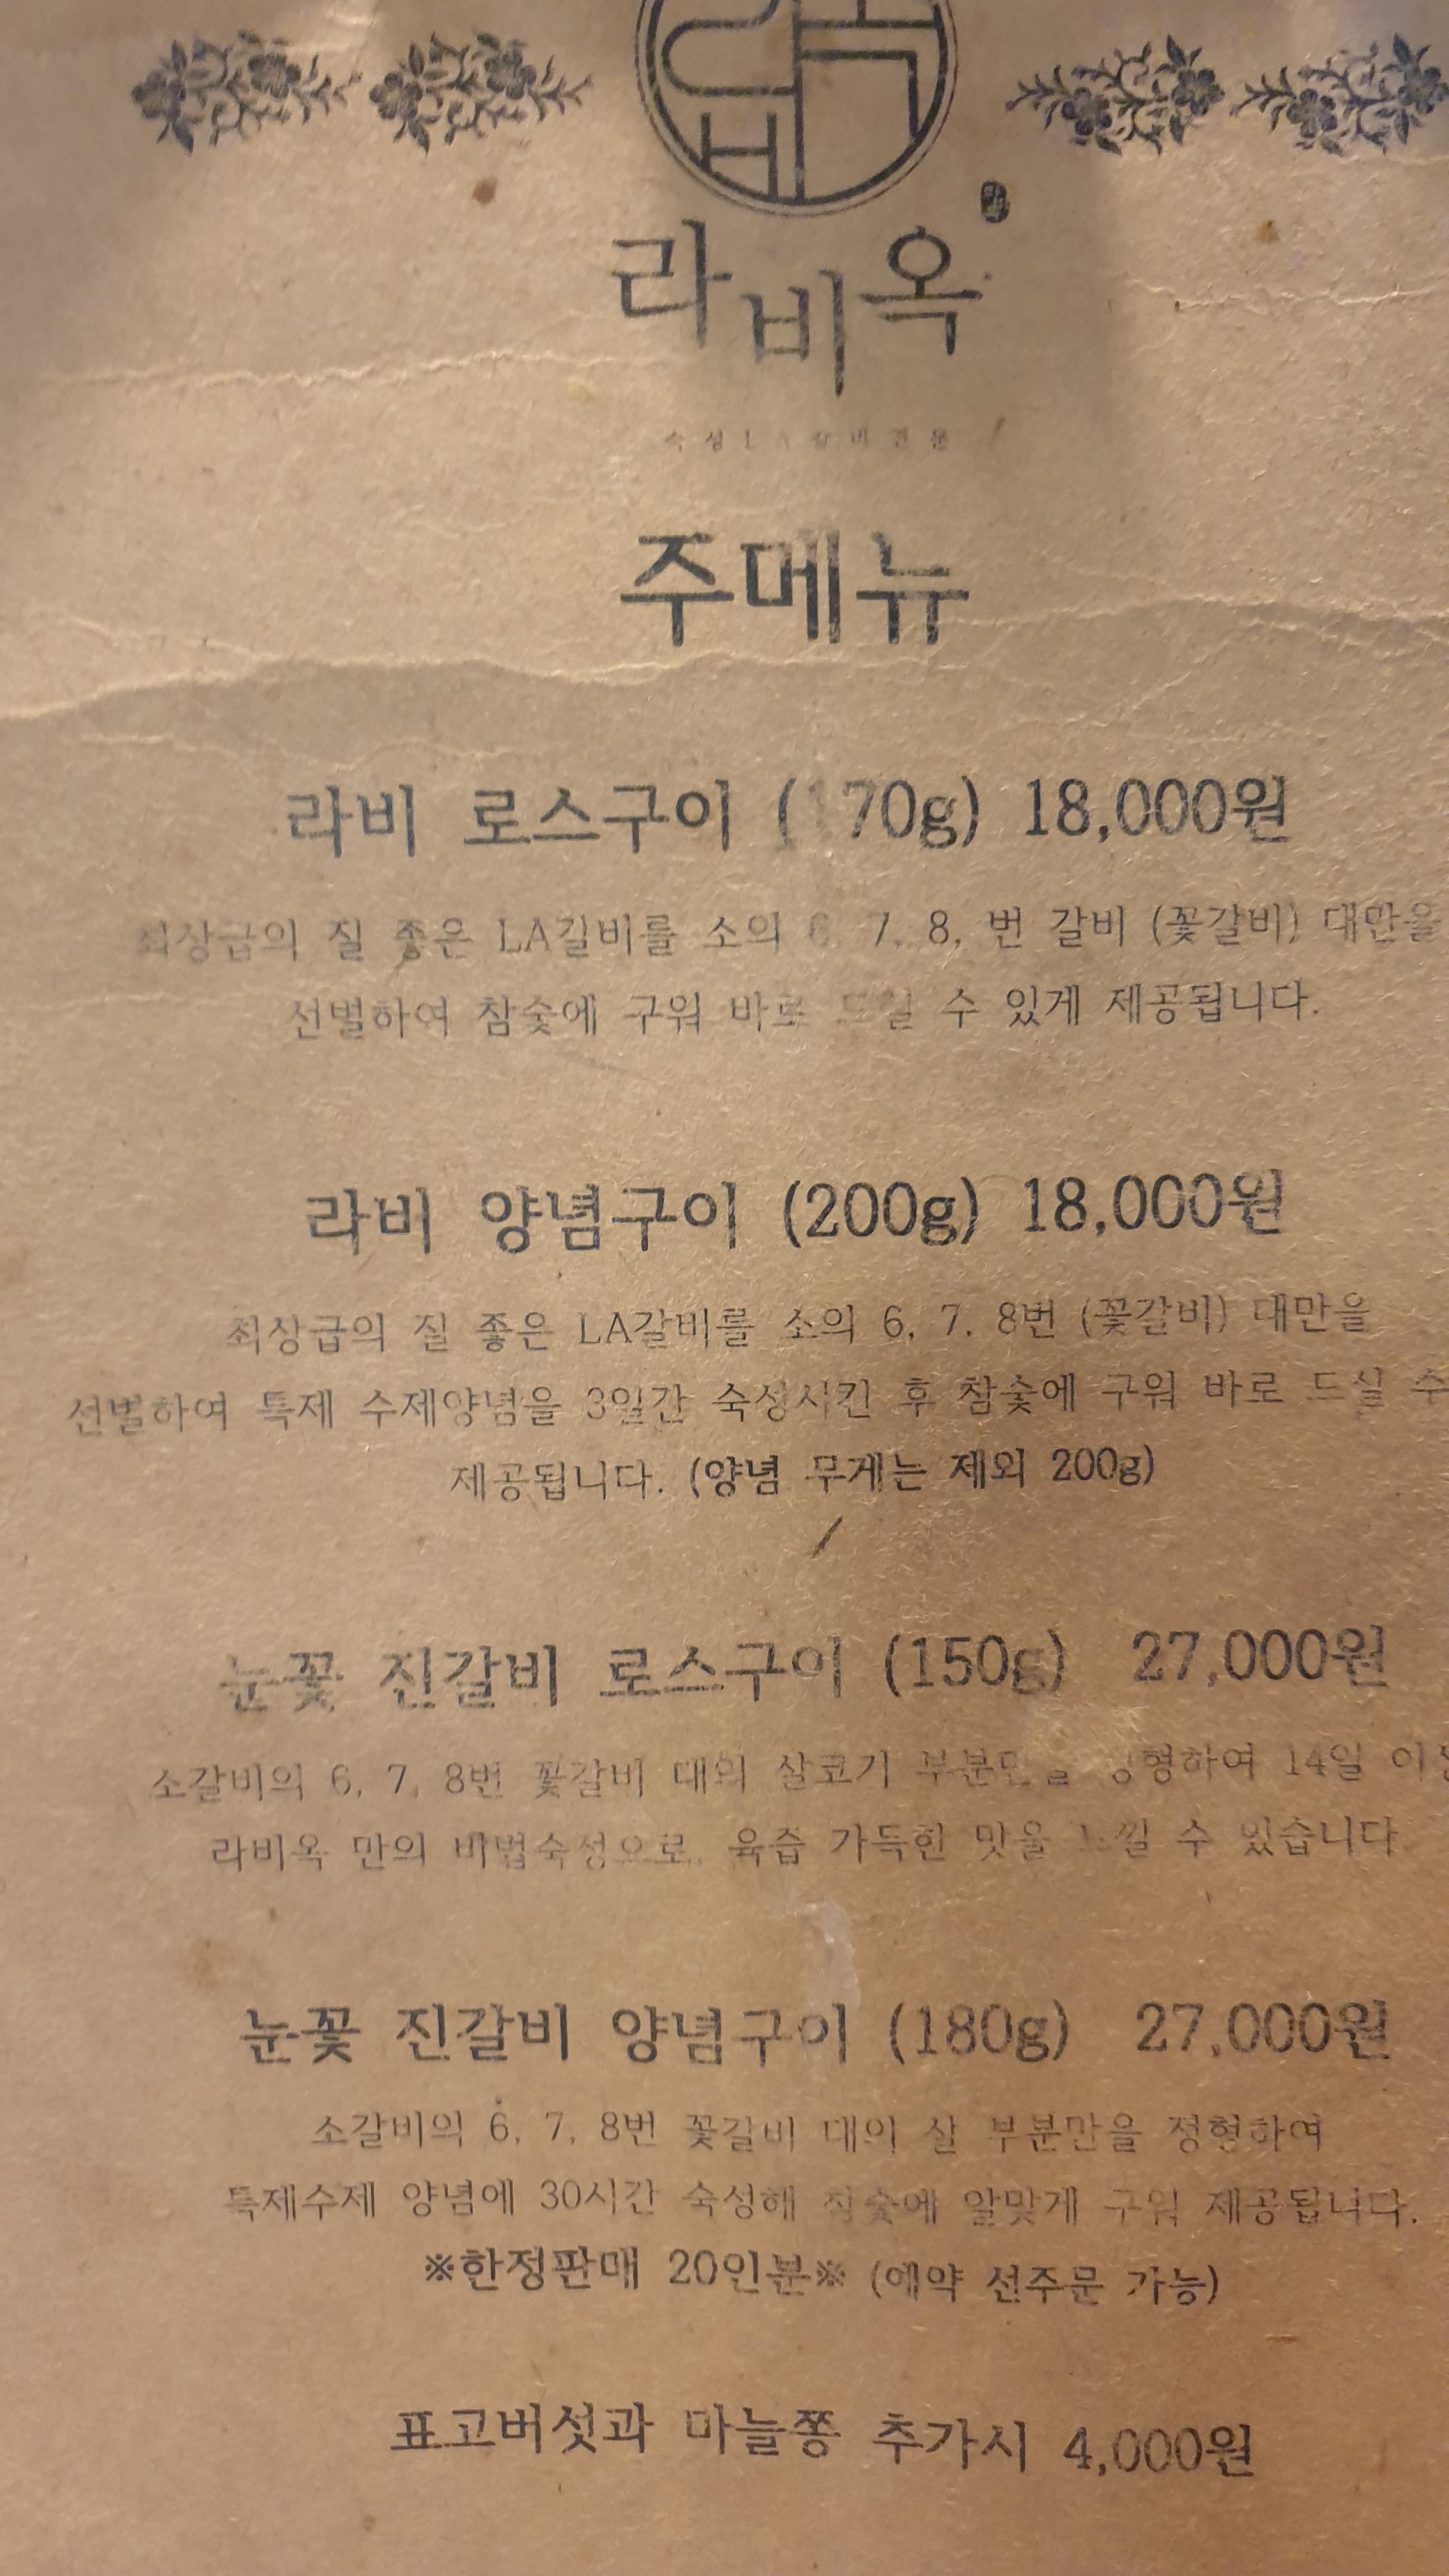 라비옥
숙성LA갈비전문
주메뉴
라비 로스구이 (170g) 18,000원
최상급의 질 좋은 LA갈비를 소의 6, 7, 8, 번 갈비 (꽃갈비) 대만을
선별하여 참숯에 구워 바로 드실 수 있게 제공됩니다.
라비 양념구이 (200g) 18,000원
최상급의 질 좋은 LA갈비를 소의 6, 7, 8번 (꽃갈비) 대만을
선별하여 특제 수제양념을 3일간 숙성시킨 후 참숯에 구워 바로 드실 수
제공됩니다. (양념 무게는 제외 200g)
눈꽃 진갈비 로스구이 (150g) 27,000원
소갈비의 6, 7, 8번 꽃갈비 대의 살코기 부분만을 정형하여 14일
라비옥 만의 비법숙성으로, 육즙 가득한 맛을 느낄 수 있습니다
눈꽃 진갈비 양념구이 (180g) 27,000원
소갈비의 6, 7, 8번 꽃갈비 대의 살 부분만을 정형하여
특제수제 양념에 30시간 숙성해 참숯에 알맞게 구워 제공됩니다.
※한정판매 20인분※ (예약 선주문 가능)
표고버섯과 마늘쫑 추가시 4,000원